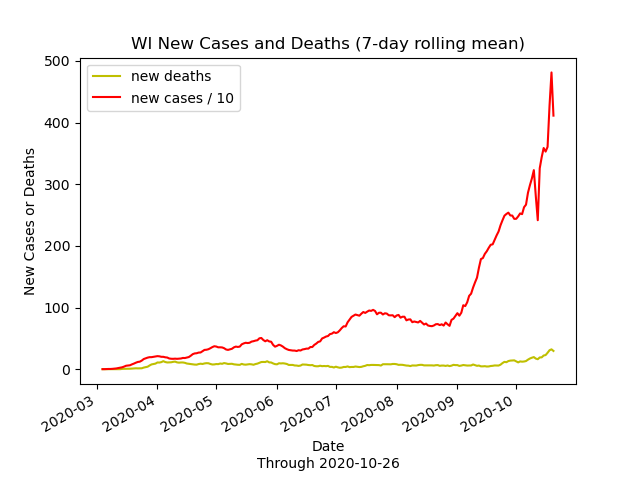 WI New Cases and Deaths (7-day rolling mean)
new deaths
new cases / 10
New Cases or Deaths
500
400
300
200
100
0
2020-03
2020-04
2020-05
2020-06
2020-07
2020-08
2020-09
2020-10
Date
Through 2020-10-26